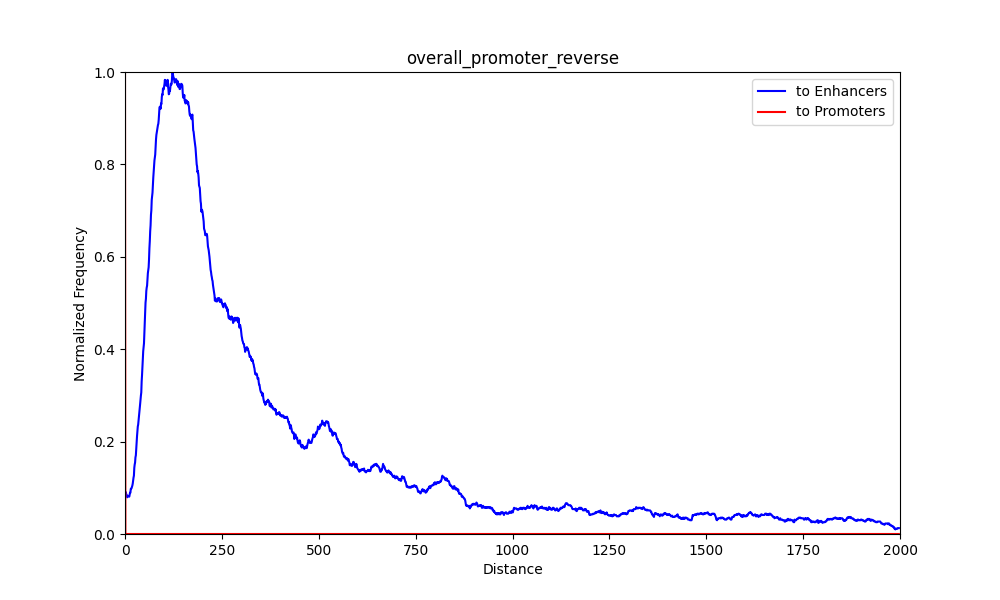 overall_promoter_reverse
to Enhancers
to Promoters
1.0
0.8
0.6
0.4
0.2
0.0
Normalized Frequency
0 250 500 750 1000 1250 1500 1750 2000
Distance